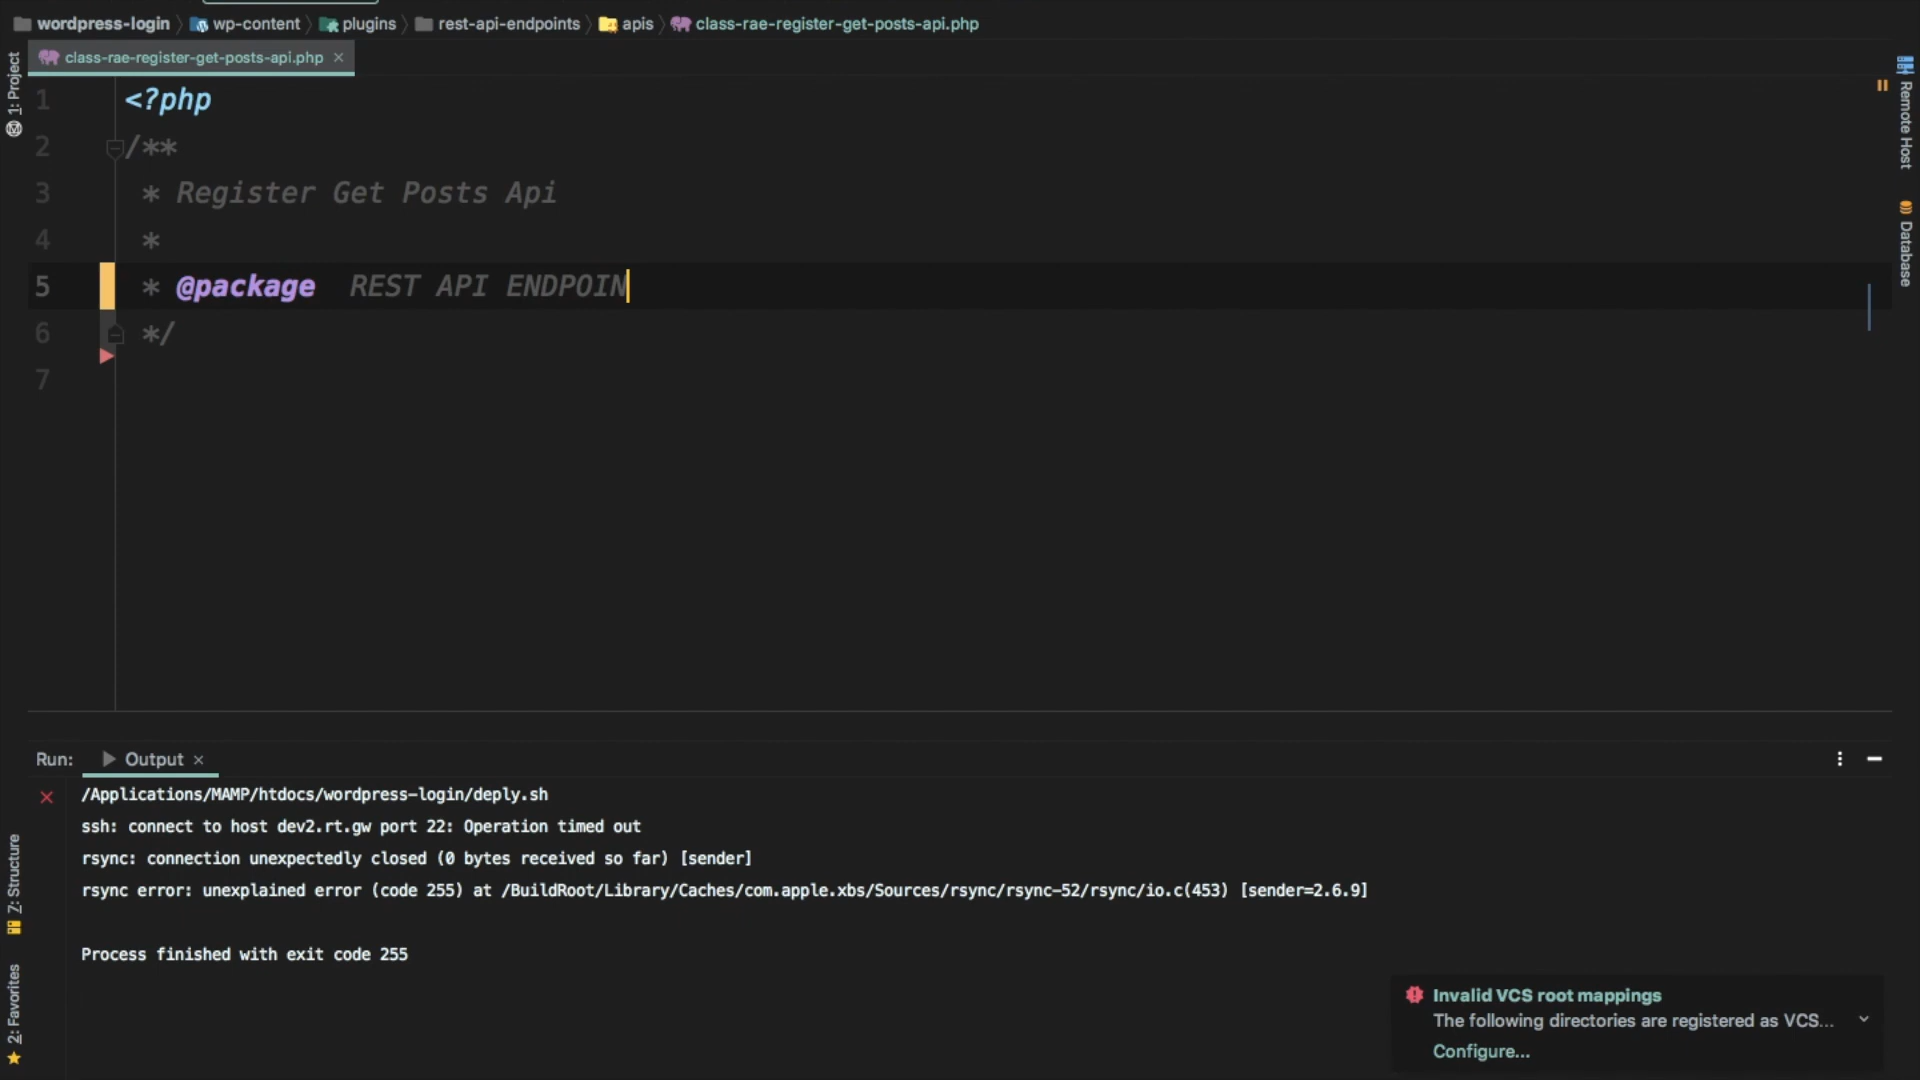 wordpress-login wp-content plugins rest-api-endpoints apis class-rae-register-get-posts-api.php
class-rae-register-get-posts-api.php
1: Project
Remote Host
Database
1 <?php
2 /**
3 * Register Get Posts Api
4 *
5 * @package REST API ENDPOIN
6 */
7
Run: Output
/Applications/MAMP/htdocs/wordpress-login/deply.sh
ssh: connect to host dev2.rt.gw port 22: Operation timed out
rsync: connection unexpectedly closed (0 bytes received so far) [sender]
rsync error: unexplained error (code 255) at /BuildRoot/Library/Caches/com.apple.xbs/Sources/rsync/rsync-52/rsync/io.c(453) [sender=2.6.9]
Process finished with exit code 255
Z: Structure
2: Favorites
Invalid VCS root mappings
The following directories are registered as VCS...
Configure...